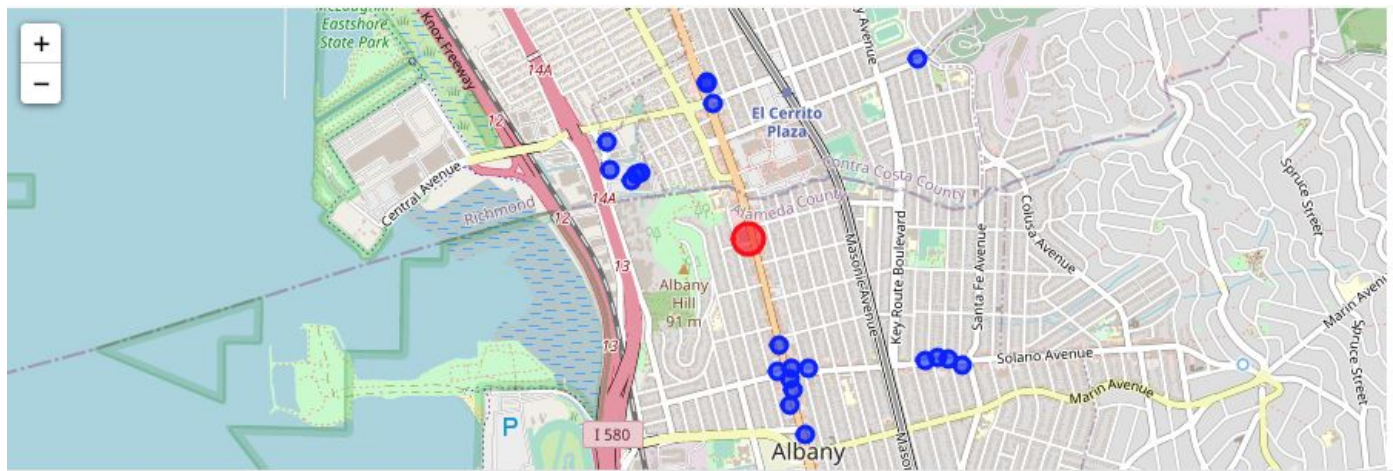 +
−
McLaughlin
Eastshore
State Park
Knox Freeway
14A
12
y Avenue
El Cerrito
Plaza
Central Avenue
Contra Costa County
Alameda County
Richmond
14A
12
13
Albany
Hill
91 m
13
Masonic Avenue
Key Route Boulevard
Santa Fe Avenue
Colusa Avenue
Spruce Street
Marin Avenu
Spruce Street
Solano Avenue
Marin Avenue
P
I 580
Albany
Mason